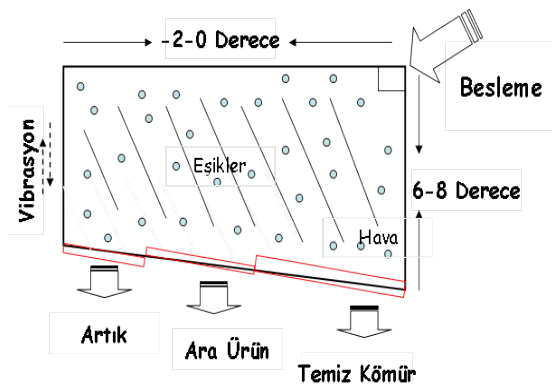 -2-0 Derece
Besleme
Vibrasyon
Eşikler
6-8 Derece
Hava
Artık
Ara Ürün
Temiz Kömür